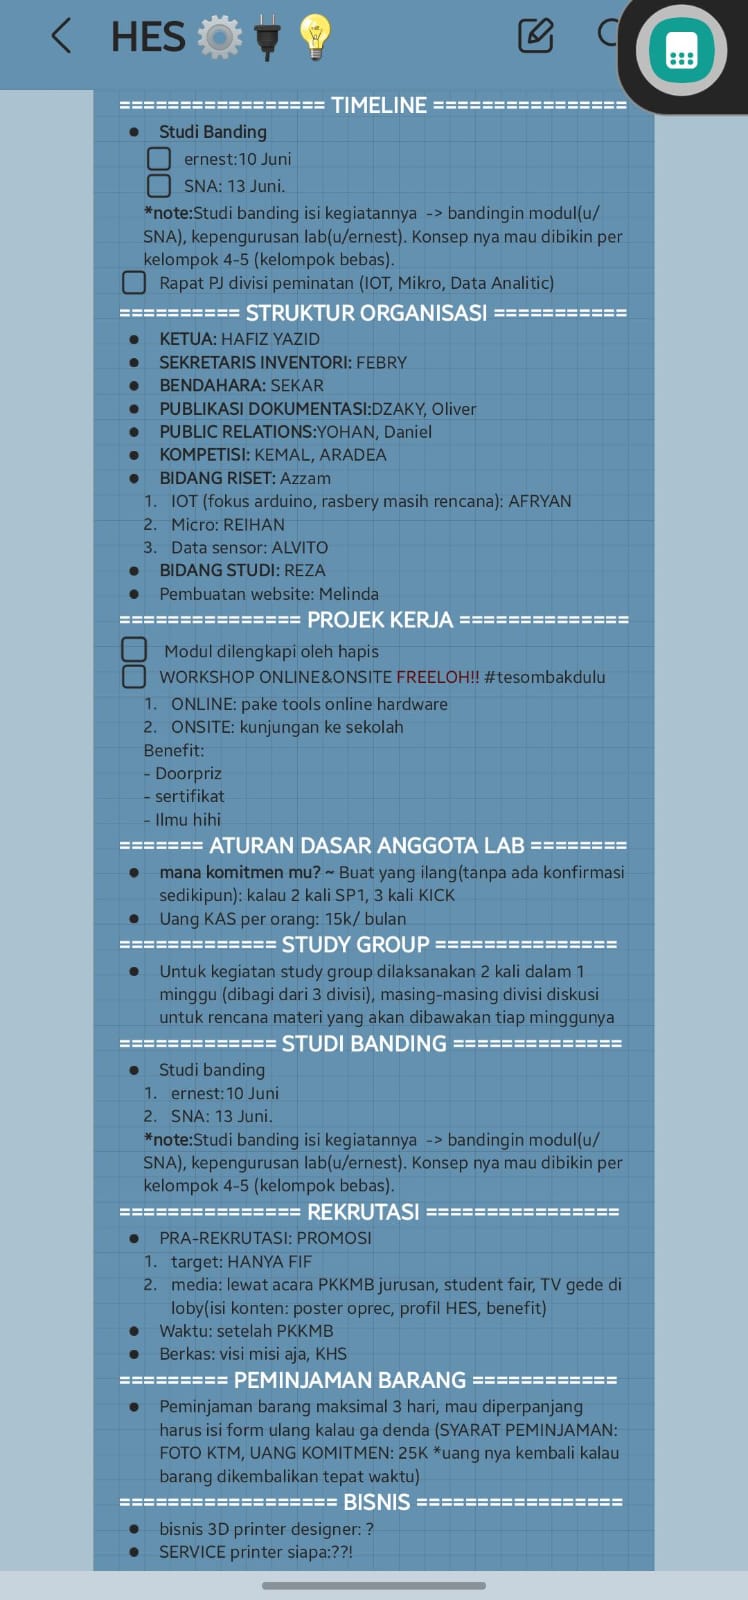 HES ⚙️🔌💡
================= TIMELINE ================
● Studi Banding
☐ ernest:10 Juni
☐ SNA: 13 Juni.
*note:Studi banding isi kegiatannya -> bandingin modul(u/
SNA), kepengurusan lab(u/ernest). Konsep nya mau dibikin per
kelompok 4-5 (kelompok bebas).
☐ Rapat PJ divisi peminatan (IOT, Mikro, Data Analitic)
========== STRUKTUR ORGANISASI ===========
● KETUA: HAFIZ YAZID
● SEKRETARIS INVENTORI: FEBRY
● BENDAHARA: SEKAR
● PUBLIKASI DOKUMENTASI:DZAKY, Oliver
● PUBLIC RELATIONS:YOHAN, Daniel
● KOMPETISI: KEMAL, ARADEA
● BIDANG RISET: Azzam
1. IOT (fokus arduino, rasbery masih rencana): AFRYAN
2. Micro: REIHAN
3. Data sensor: ALVITO
● BIDANG STUDI: REZA
● Pembuatan website: Melinda
=============== PROJEK KERJA ==============
☐ Modul dilengkapi oleh hapis
☐ WORKSHOP ONLINE&ONSITE FREELOH!! #tesombakdulu
1. ONLINE: pake tools online hardware
2. ONSITE: kunjungan ke sekolah
Benefit:
- Doorpriz
- sertifikat
- Ilmu hihi
======= ATURAN DASAR ANGGOTA LAB ========
● mana komitmen mu? ~ Buat yang ilang(tanpa ada konfirmasi
sedikipun): kalau 2 kali SP1, 3 kali KICK
● Uang KAS per orang: 15k/ bulan
============= STUDY GROUP ===============
● Untuk kegiatan study group dilaksanakan 2 kali dalam 1
minggu (dibagi dari 3 divisi), masing-masing divisi diskusi
untuk rencana materi yang akan dibawakan tiap minggunya
============= STUDI BANDING ==============
● Studi banding
1. ernest:10 Juni
2. SNA: 13 Juni.
*note:Studi banding isi kegiatannya -> bandingin modul(u/
SNA), kepengurusan lab(u/ernest). Konsep nya mau dibikin per
kelompok 4-5 (kelompok bebas).
=============== REKRUTASI ================
● PRA-REKRUTASI: PROMOSI
1. target: HANYA FIF
2. media: lewat acara PKKMB jurusan, student fair, TV gede di
loby(isi konten: poster oprec, profil HES, benefit)
● Waktu: setelah PKKMB
● Berkas: visi misi aja, KHS
========= PEMINJAMAN BARANG ============
● Peminjaman barang maksimal 3 hari, mau diperpanjang
harus isi form ulang kalau ga denda (SYARAT PEMINJAMAN:
FOTO KTM, UANG KOMITMEN: 25K *uang nya kembali kalau
barang dikembalikan tepat waktu)
================== BISNIS =================
● bisnis 3D printer designer: ?
● SERVICE printer siapa:??!